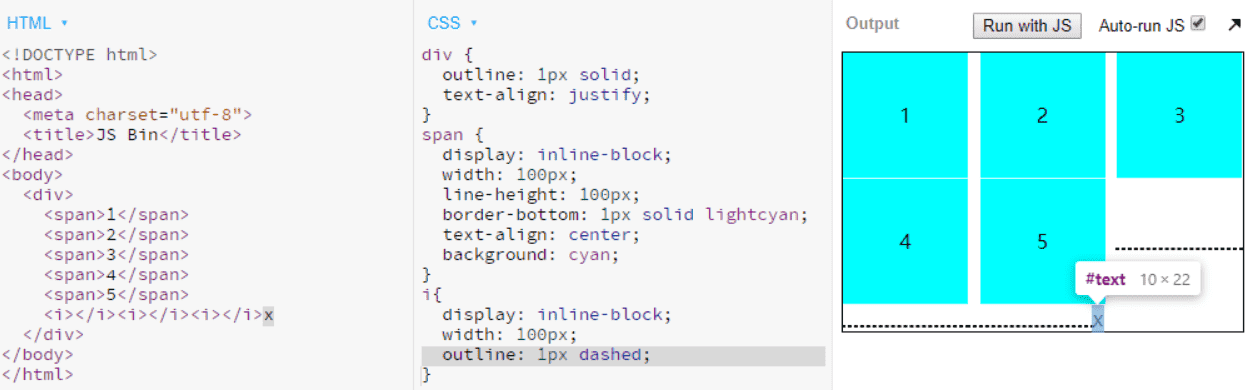 HTML ▾
<!DOCTYPE html>
<html>
<head>
  <meta charset="utf-8">
  <title>JS Bin</title>
</head>
<body>
  <div>
    <span>1</span>
    <span>2</span>
    <span>3</span>
    <span>4</span>
    <span>5</span>
    <i></i><i></i><i></i>x
  </div>
</body>
</html>
CSS ▾
div {
  outline: 1px solid;
  text-align: justify;
}
span {
  display: inline-block;
  width: 100px;
  line-height: 100px;
  border-bottom: 1px solid lightcyan;
  text-align: center;
  background: cyan;
}
i{
  display: inline-block;
  width: 100px;
  outline: 1px dashed;
}
Output Run with JS Auto-run JS
1 2 3
4 5
#text 10 × 22
x